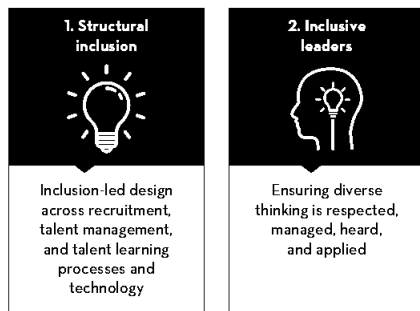 1. Structural
inclusion
Inclusion-led design
across recruitment,
talent management,
and talent learning
processes and
technology
2. Inclusive
leaders
Ensuring diverse
thinking is respected,
managed, heard,
and applied